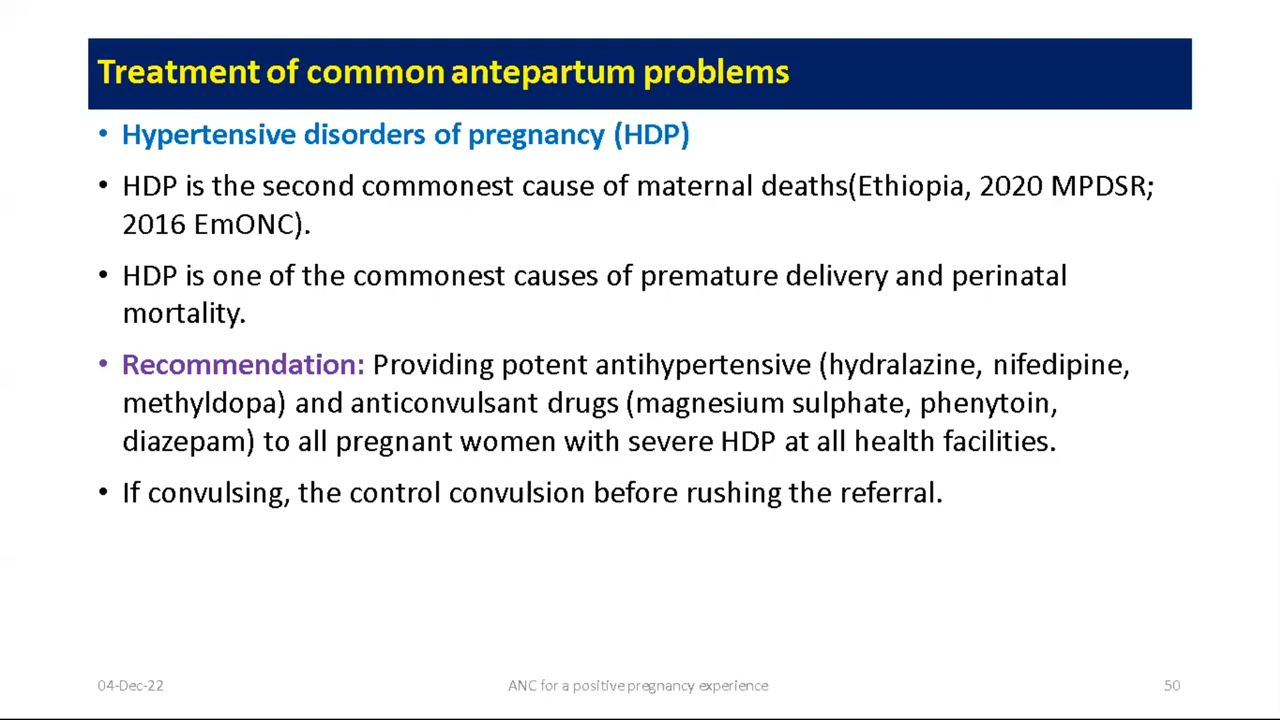 Treatment of common antepartum problems
• Hypertensive disorders of pregnancy (HDP)
• HDP is the second commonest cause of maternal deaths(Ethiopia, 2020 MPDSR;
2016 EmONC).
• HDP is one of the commonest causes of premature delivery and perinatal
mortality.
• Recommendation: Providing potent antihypertensive (hydralazine, nifedipine,
methyldopa) and anticonvulsant drugs (magnesium sulphate, phenytoin,
diazepam) to all pregnant women with severe HDP at all health facilities.
• If convulsing, the control convulsion before rushing the referral.
04-Dec-22 ANC for a positive pregnancy experience 50